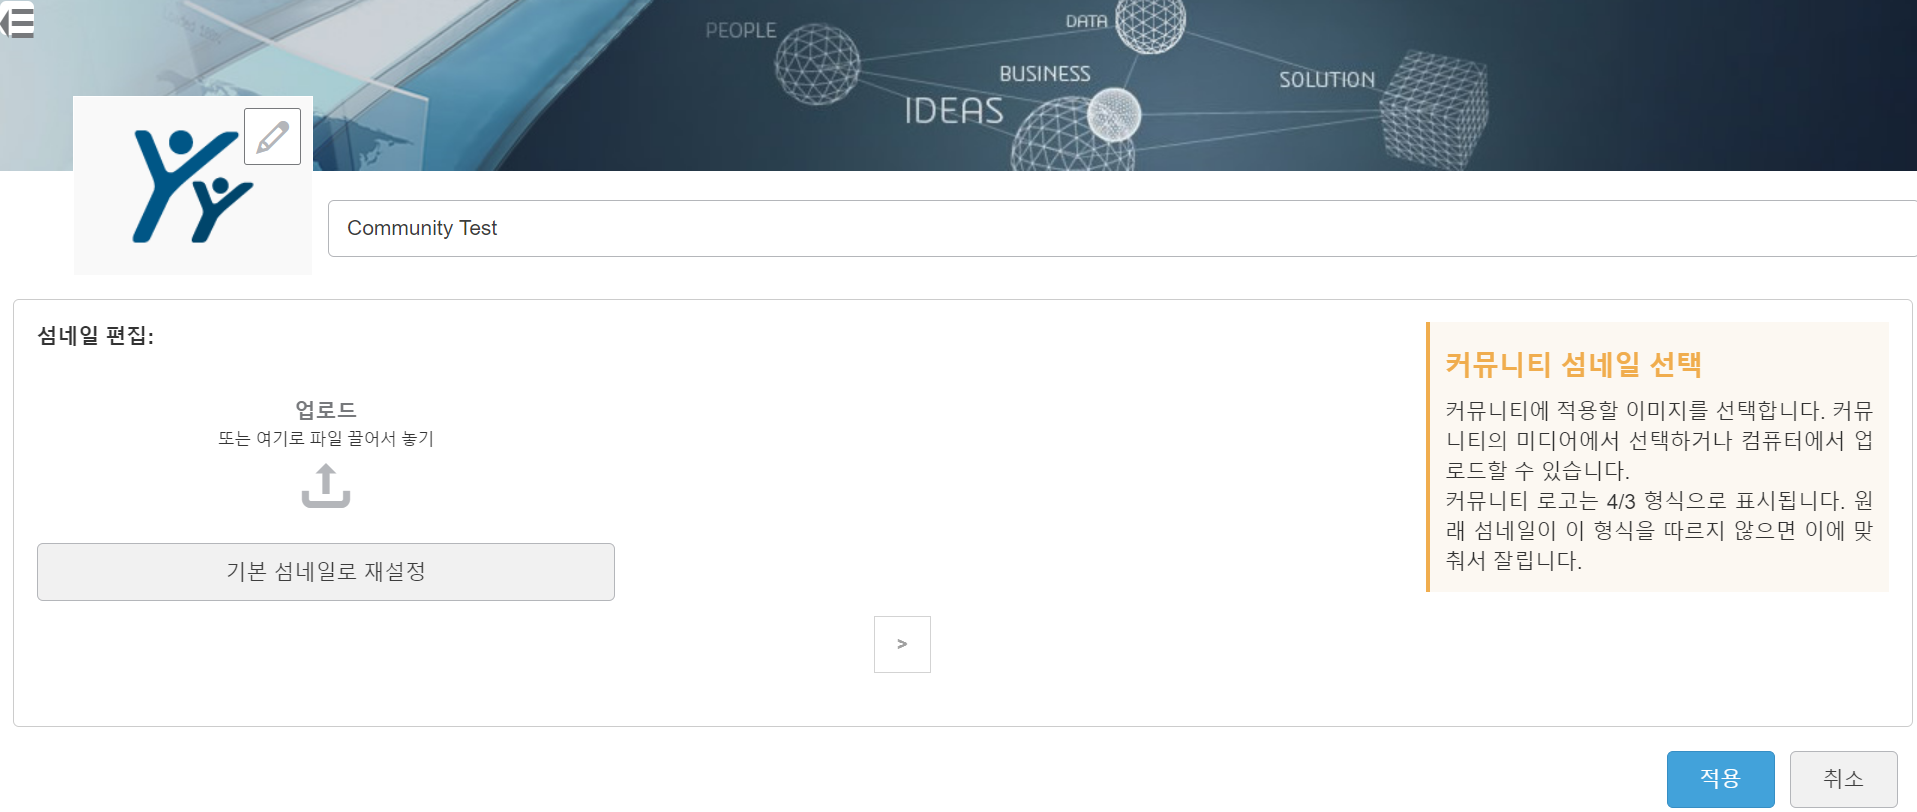 PEOPLE
DATA
BUSINESS
SOLUTION
IDEAS
Community Test
섬네일 편집:
업로드
또는 여기로 파일 끌어서 놓기
기본 섬네일로 재설정
>
커뮤니티 섬네일 선택
커뮤니티에 적용할 이미지를 선택합니다. 커뮤
니티의 미디어에서 선택하거나 컴퓨터에서 업
로드할 수 있습니다.
커뮤니티 로고는 4/3 형식으로 표시됩니다. 원
래 섬네일이 이 형식을 따르지 않으면 이에 맞
춰서 잘립니다.
적용
취소